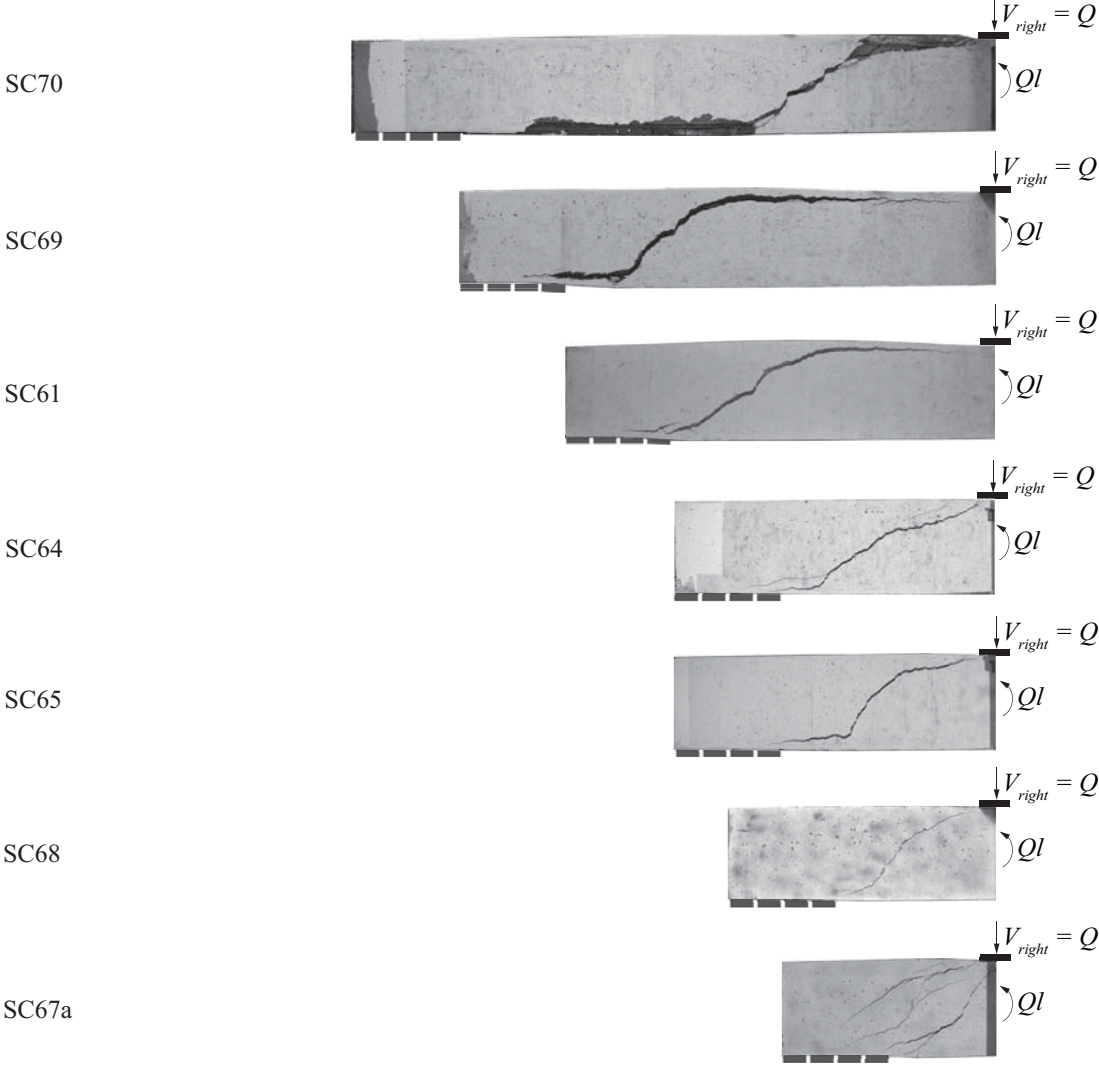 V_right = Q
SC70
Ql
V_right = Q
SC69
Ql
V_right = Q
SC61
Ql
V_right = Q
SC64
Ql
V_right = Q
SC65
Ql
V_right = Q
SC68
Ql
V_right = Q
SC67a
Ql